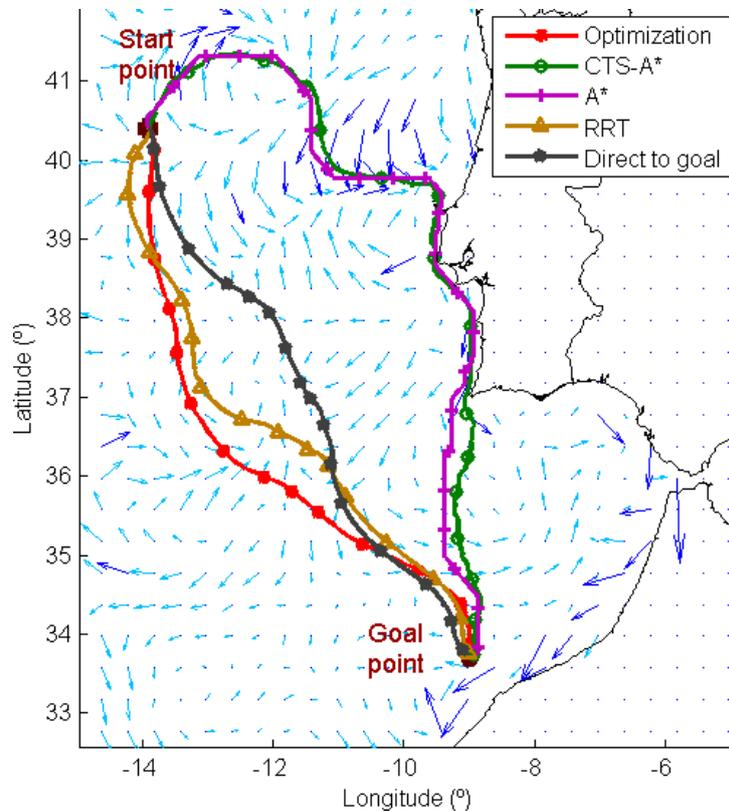 Start
point
Optimization
CTS-A*
A*
RRT
Direct to goal
41
40
39
38
37
36
35
34
33
Latitude (º)
Goal
point
-14
-12
-10
-8
-6
Longitude (º)